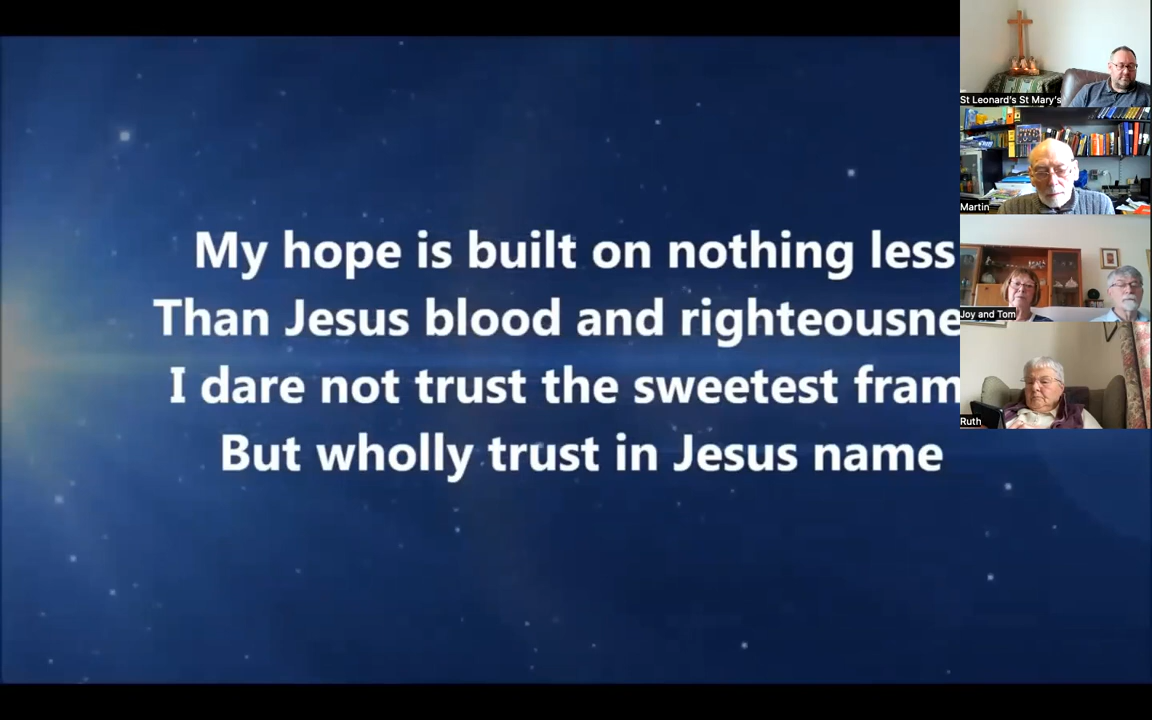 My hope is built on nothing less
Than Jesus blood and righteousne
I dare not trust the sweetest fram
But wholly trust in Jesus name
St Leonard's St Mary's
Martin
Joy and Tom
Ruth